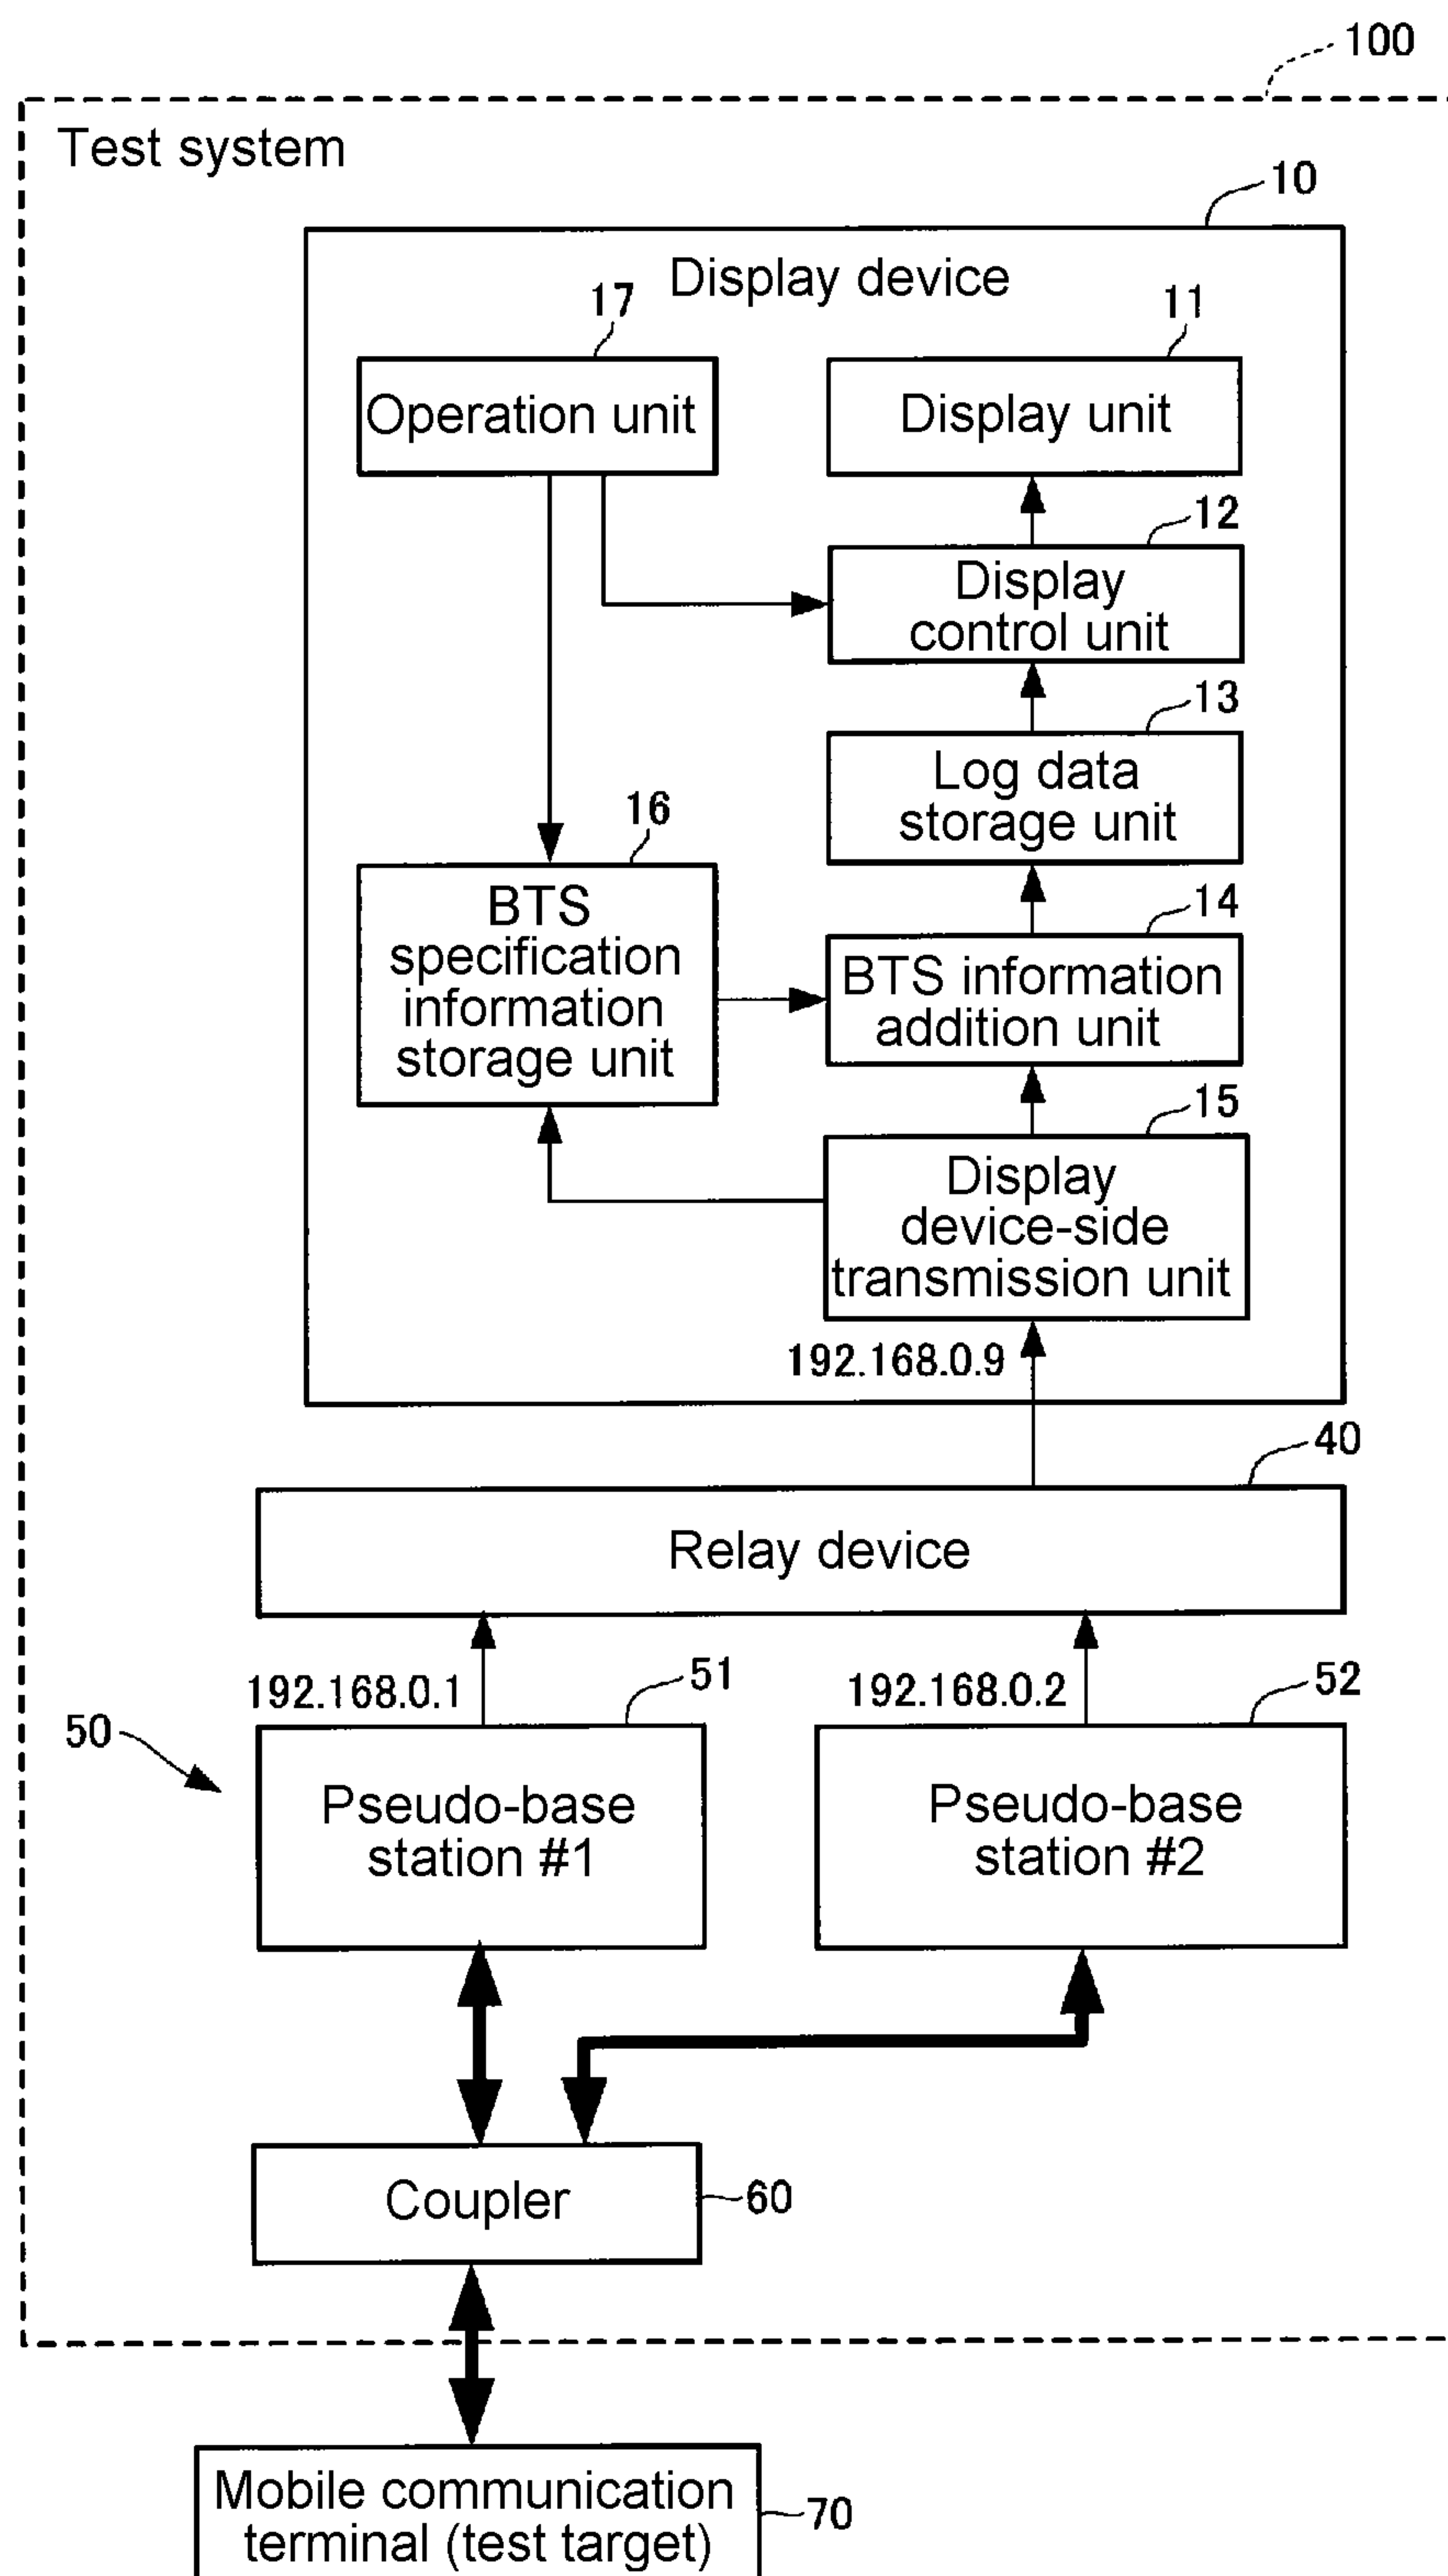 100
Test system
10
Display device
17
11
Operation unit
Display unit
12
Display
control unit
13
Log data
storage unit
16
BTS
specification
information
storage unit
14
BTS information
addition unit
15
Display
device-side
transmission unit
192.168.0.9
40
Relay device
192.168.0.1
51
192.168.0.2
52
50
Pseudo-base
station #1
Pseudo-base
station #2
Coupler
60
Mobile communication
terminal (test target)
70